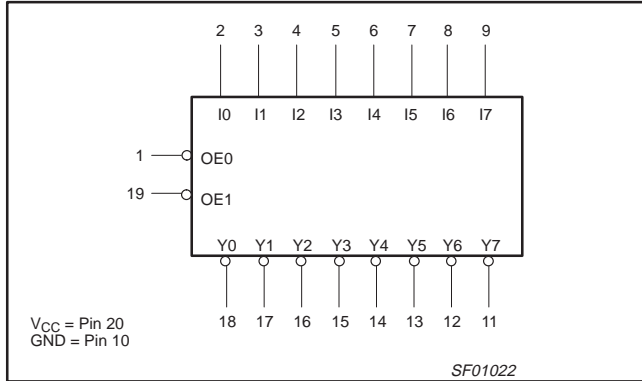 2 3 4 5 6 7 8 9
I0 I1 I2 I3 I4 I5 I6 I7
1 OE0
19 OE1
Y0 Y1 Y2 Y3 Y4 Y5 Y6 Y7
18 17 16 15 14 13 12 11
VCC = Pin 20
GND = Pin 10
SF01022